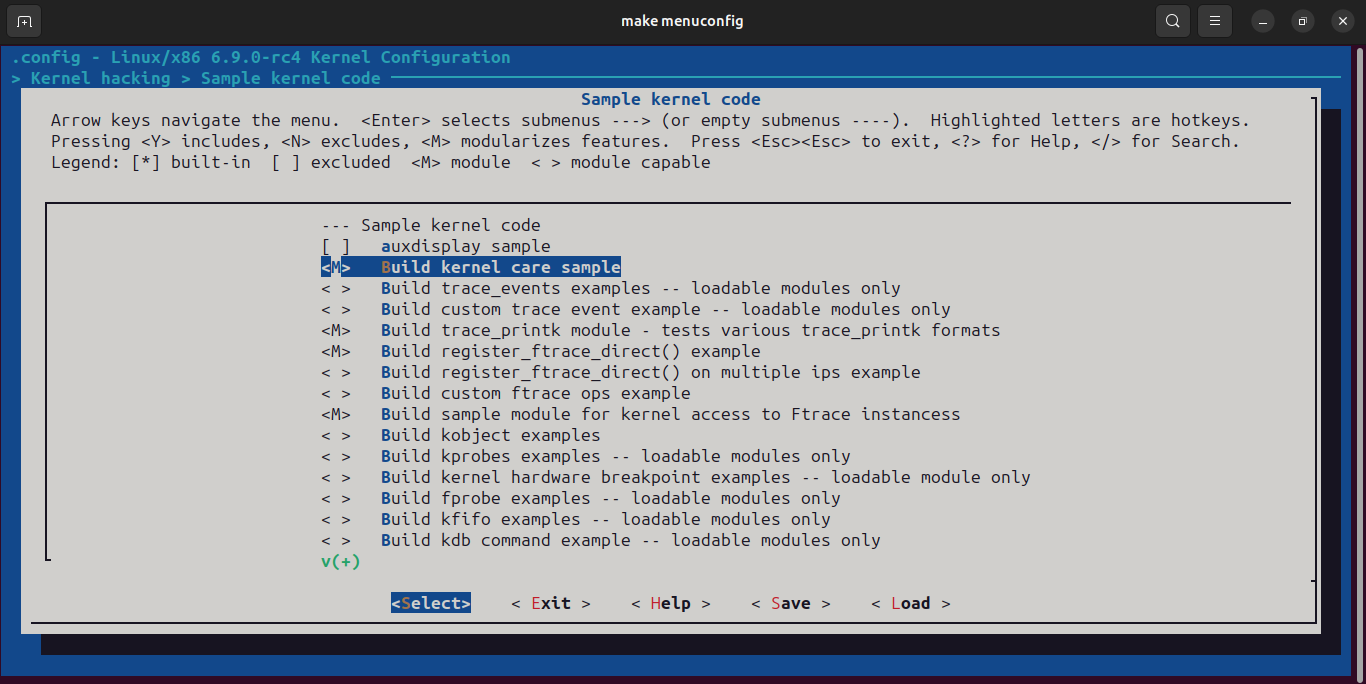 make menuconfig
.config - Linux/x86 6.9.0-rc4 Kernel Configuration
> Kernel hacking > Sample kernel code
Sample kernel code
Arrow keys navigate the menu.  <Enter> selects submenus ---> (or empty submenus ----).  Highlighted letters are hotkeys.
Pressing <Y> includes, <N> excludes, <M> modularizes features.  Press <Esc><Esc> to exit, <?> for Help, </> for Search.
Legend: [*] built-in  [ ] excluded  <M> module  < > module capable
--- Sample kernel code
[ ]   auxdisplay sample
<M>   Build kernel care sample
< >   Build trace_events examples -- loadable modules only
< >   Build custom trace event example -- loadable modules only
<M>   Build trace_printk module - tests various trace_printk formats
<M>   Build register_ftrace_direct() example
< >   Build register_ftrace_direct() on multiple ips example
< >   Build custom ftrace ops example
<M>   Build sample module for kernel access to Ftrace instancess
< >   Build kobject examples
< >   Build kprobes examples -- loadable modules only
< >   Build kernel hardware breakpoint examples -- loadable module only
< >   Build fprobe examples -- loadable modules only
< >   Build kfifo examples -- loadable modules only
< >   Build kdb command example -- loadable modules only
v(+)
<Select>    < Exit >    < Help >    < Save >    < Load >